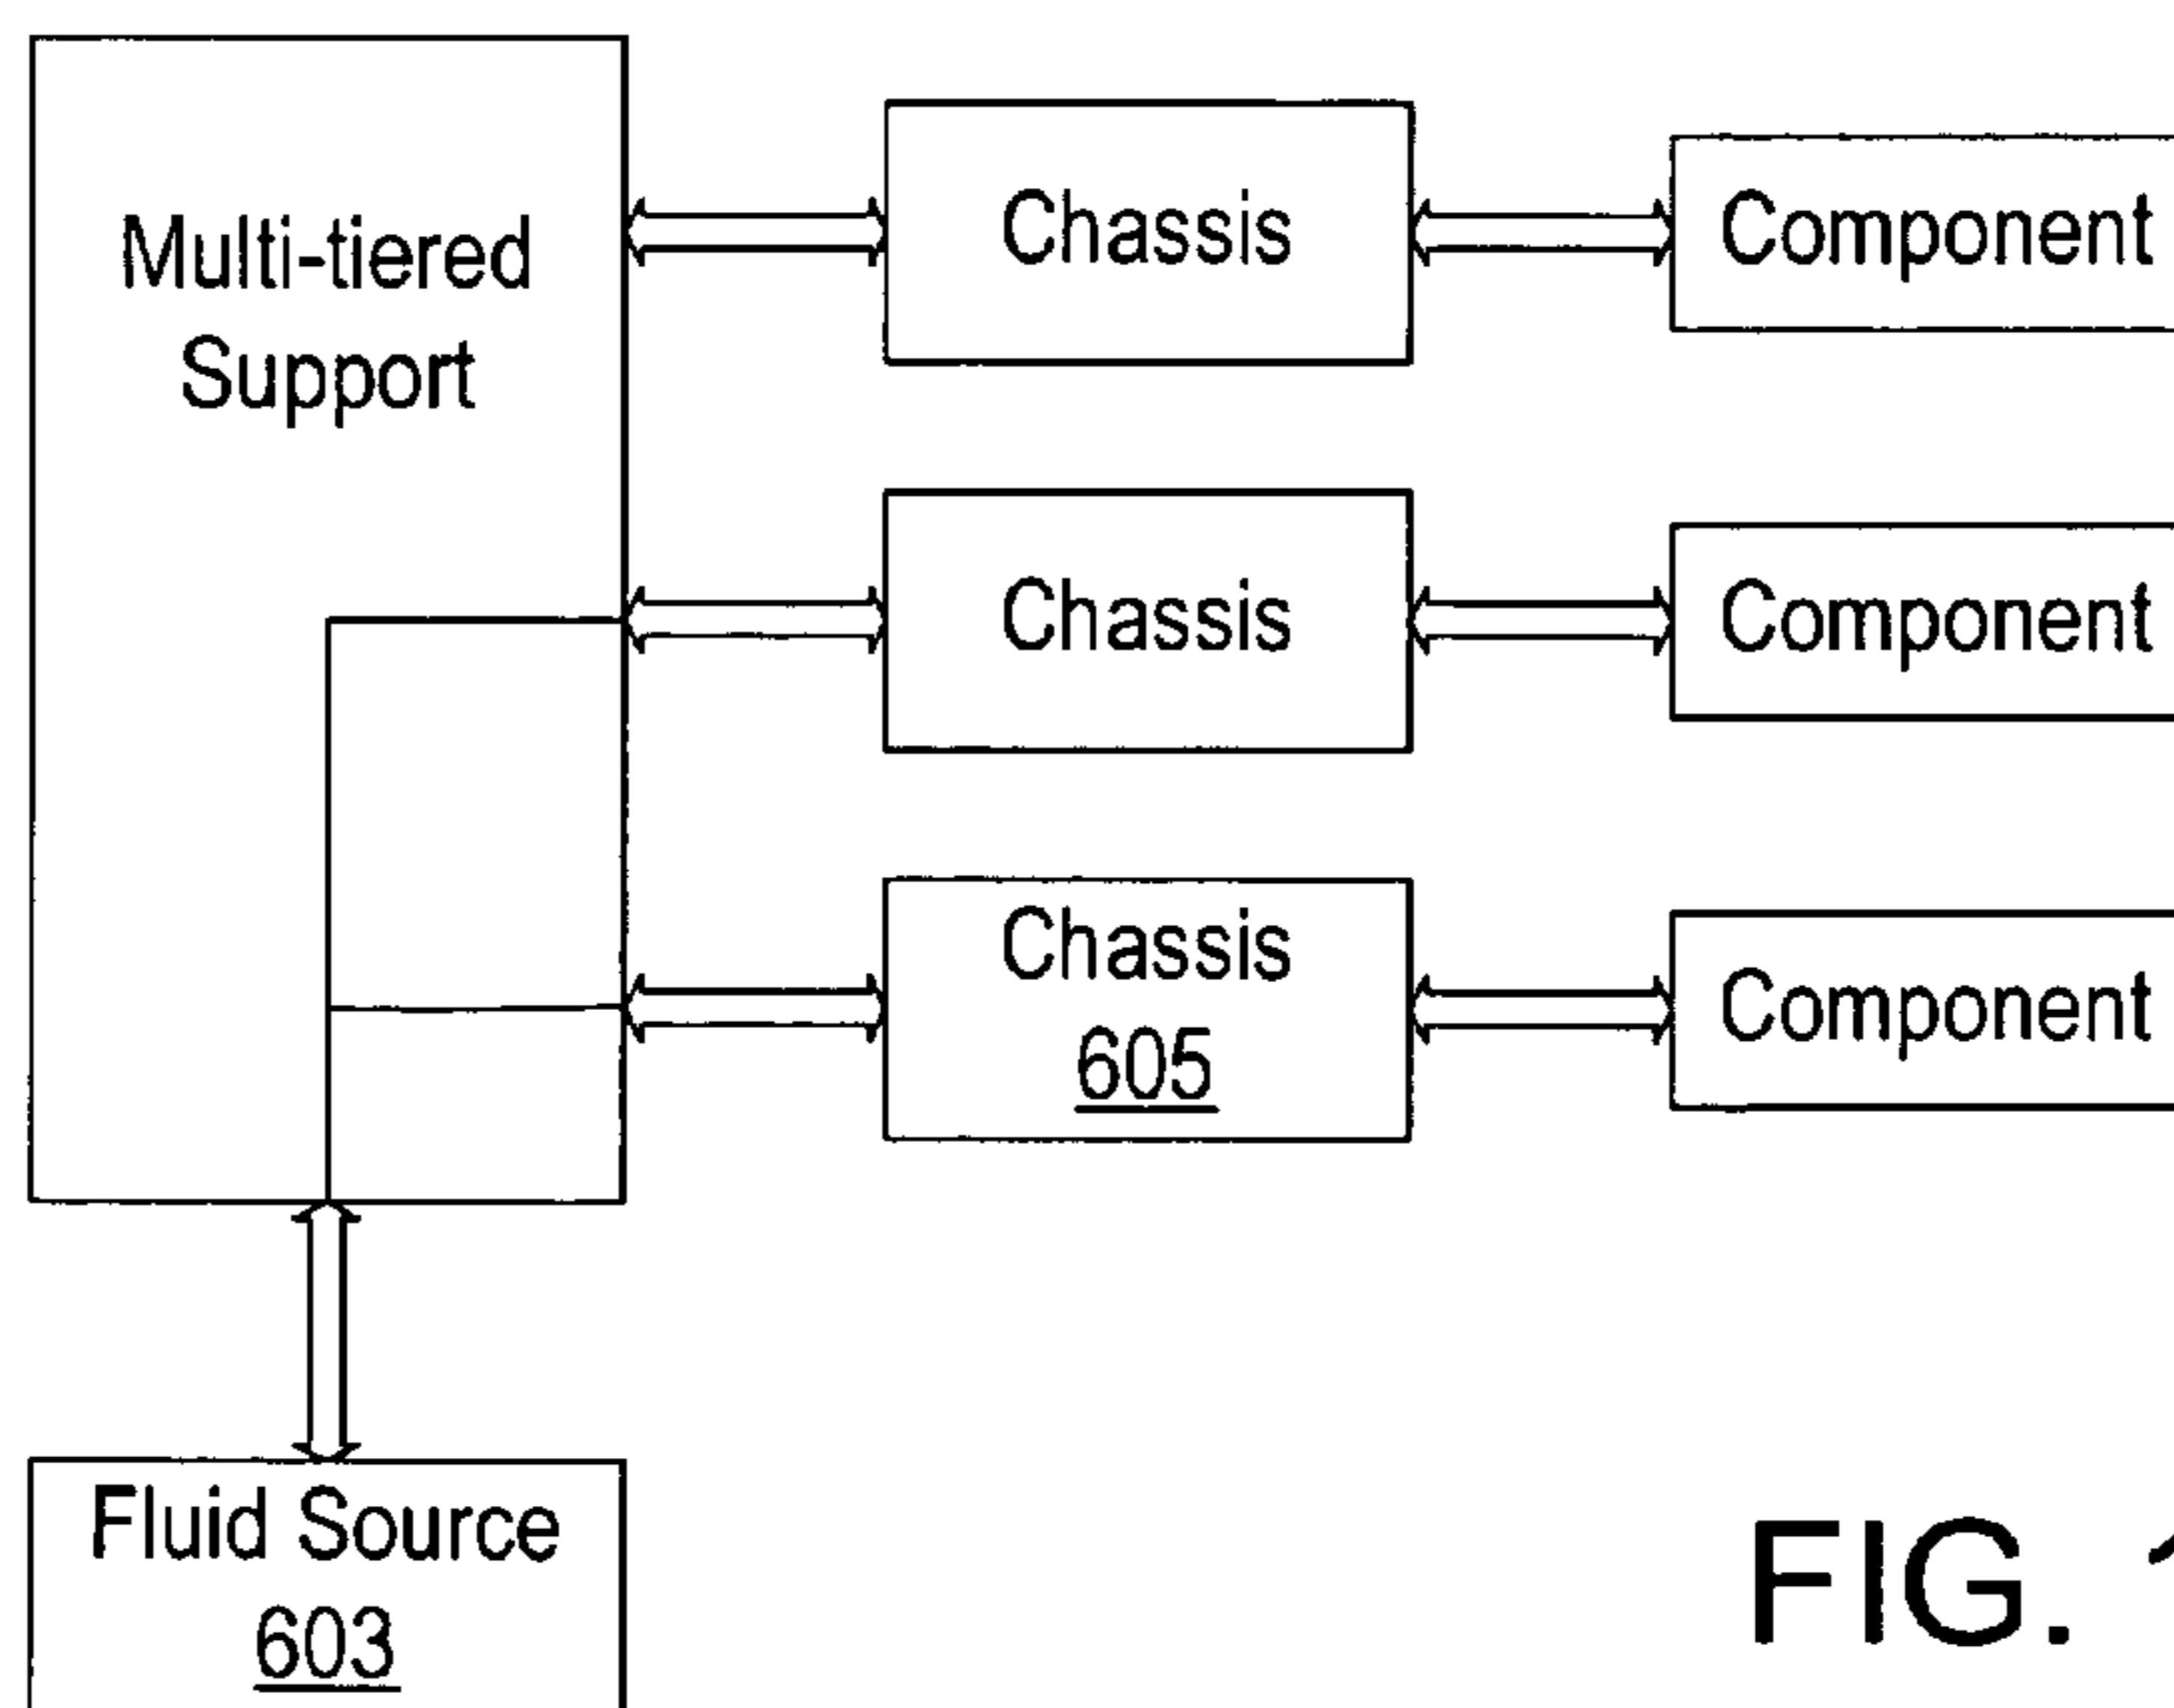 Multi-tiered
Support
Chassis
Component
Chassis
Component
Chassis
605
Component
Fluid Source
603
FIG.